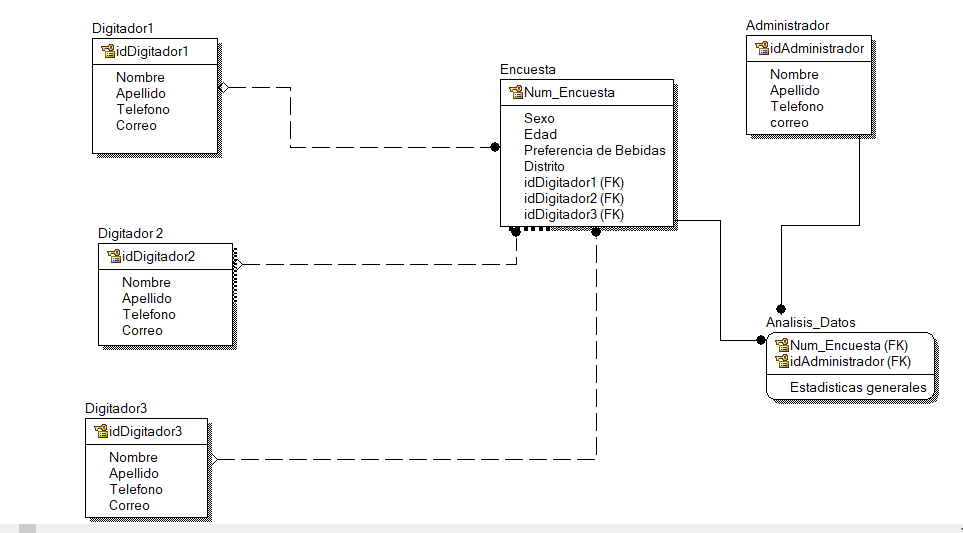 Digitador1
idDigitador1
Nombre
Apellido
Telefono
Correo
Encuesta
Num_Encuesta
Sexo
Edad
Preferencia de Bebidas
Distrito
idDigitador1 (FK)
idDigitador2 (FK)
idDigitador3 (FK)
Administrador
idAdministrador
Nombre
Apellido
Telefono
correo
Digitador 2
idDigitador2
Nombre
Apellido
Telefono
Correo
Analisis_Datos
Num_Encuesta (FK)
idAdministrador (FK)
Estadisticas generales
Digitador3
idDigitador3
Nombre
Apellido
Telefono
Correo